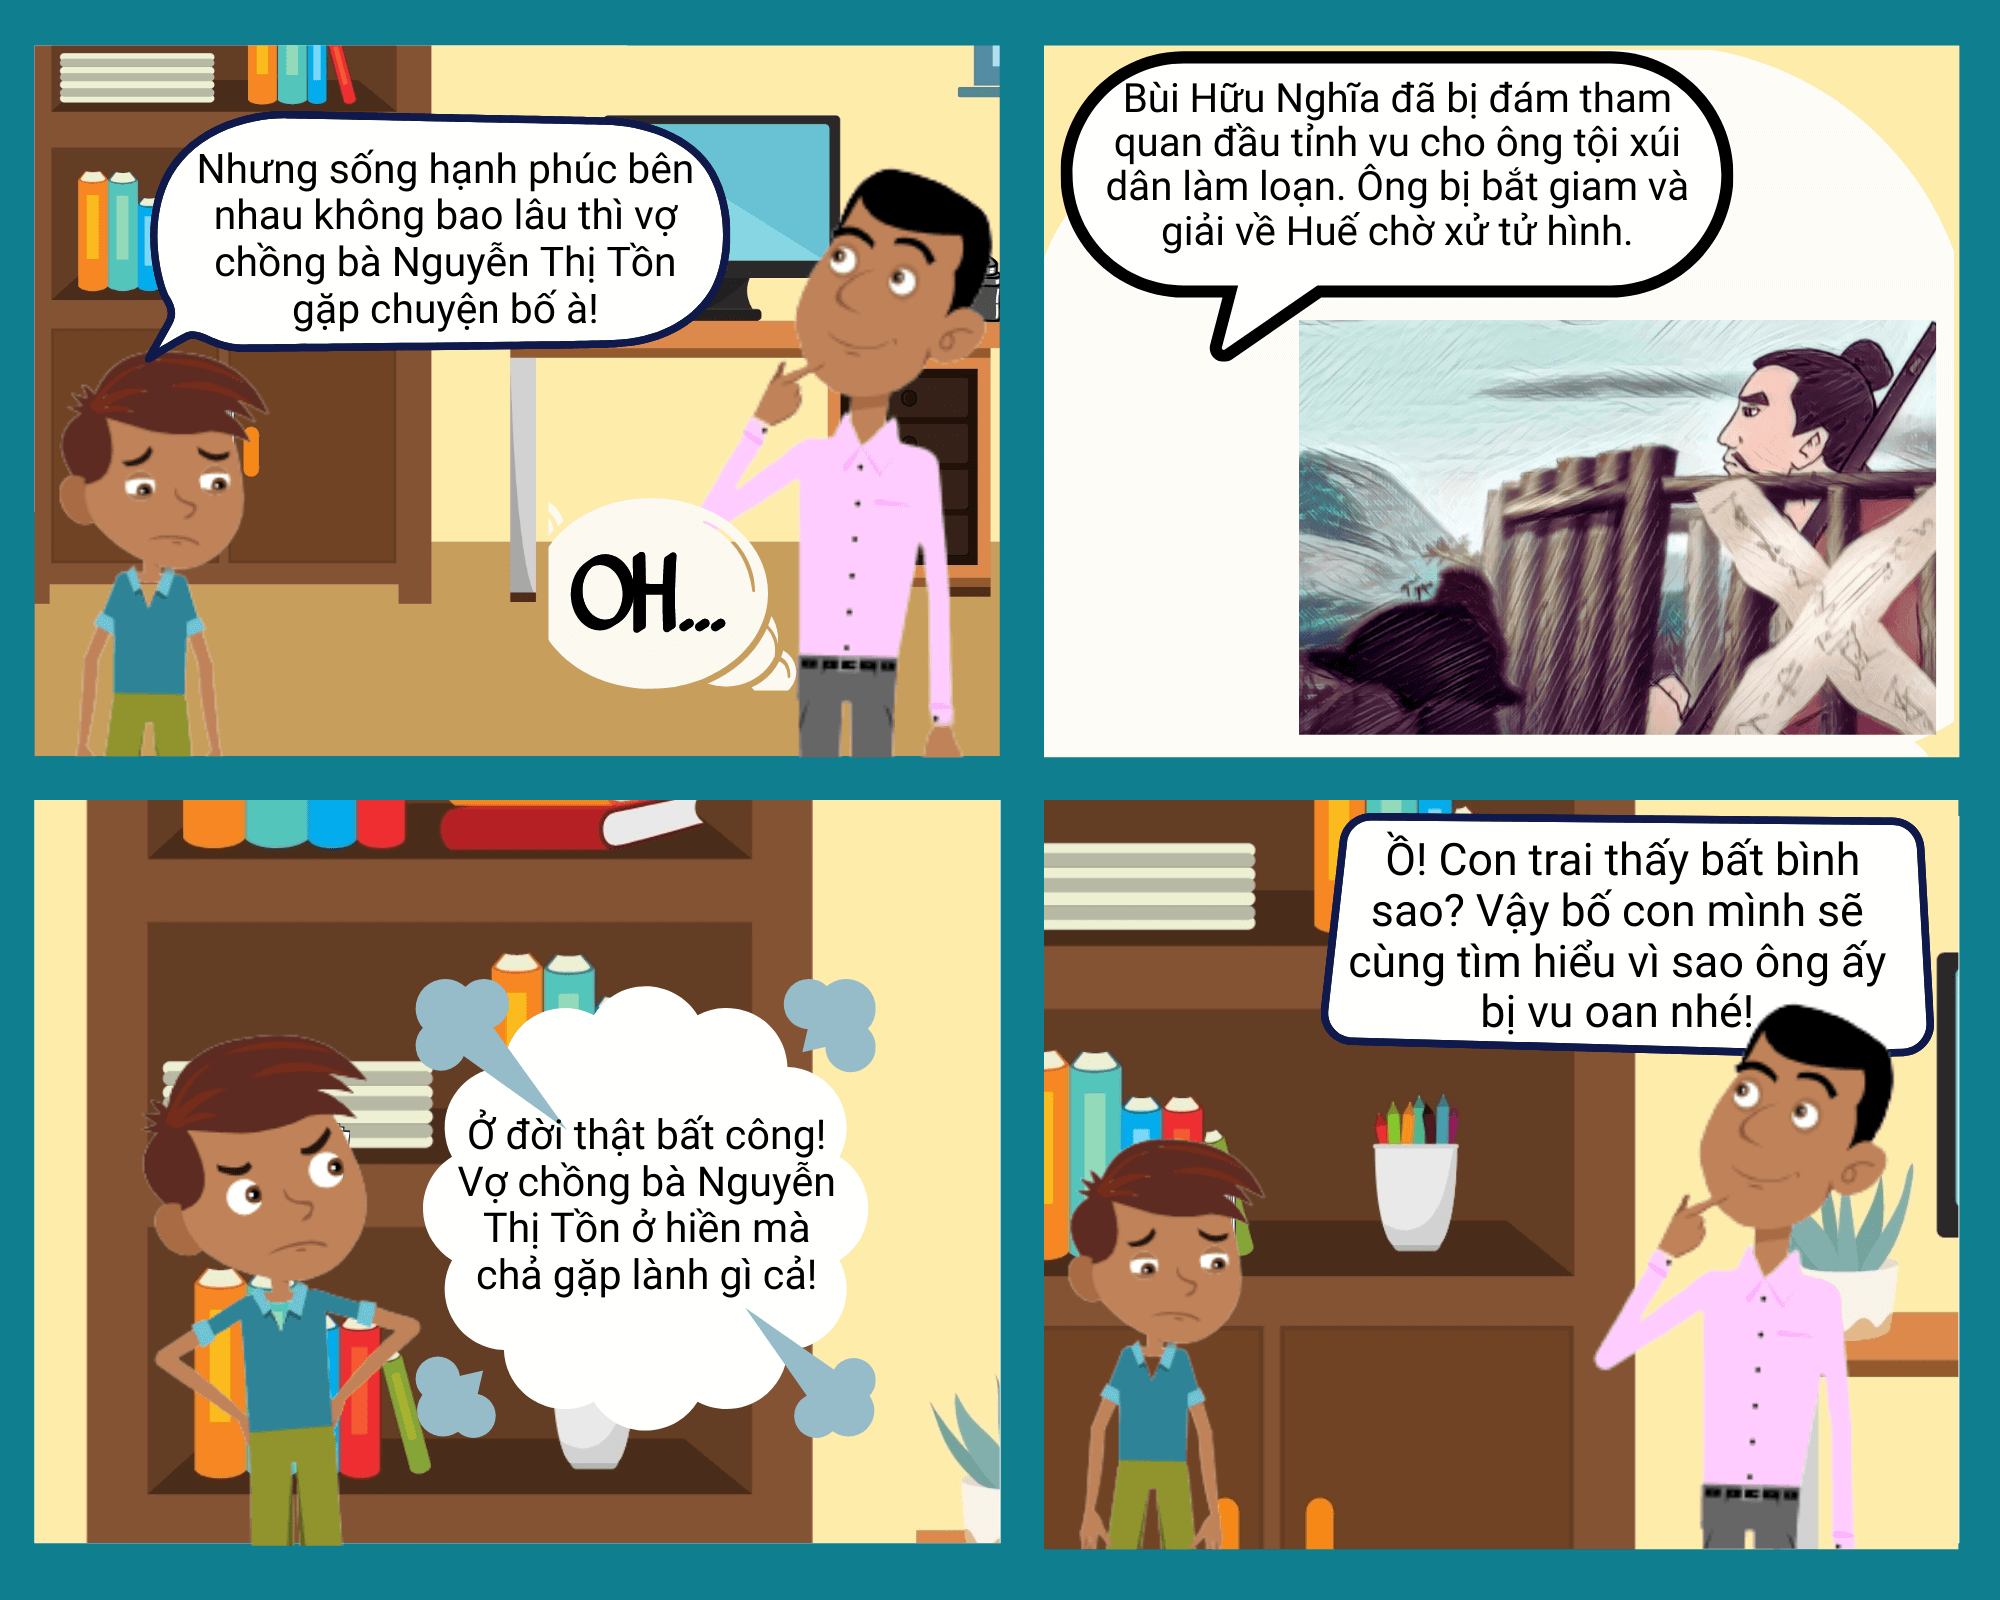 Nhưng sống hạnh phúc bên
nhau không bao lâu thì vợ
chồng bà Nguyễn Thị Tồn
gặp chuyện bố à!
OH...
Bùi Hữu Nghĩa đã bị đám tham
quan đầu tỉnh vu cho ông tội xúi
dân làm loạn. Ông bị bắt giam và
giải về Huế chờ xử tử hình.
Ở đời thật bất công!
Vợ chồng bà Nguyễn
Thị Tồn ở hiền mà
chả gặp lành gì cả!
Ồ! Con trai thấy bất bình
sao? Vậy bố con mình sẽ
cùng tìm hiểu vì sao ông ấy
bị vu oan nhé!